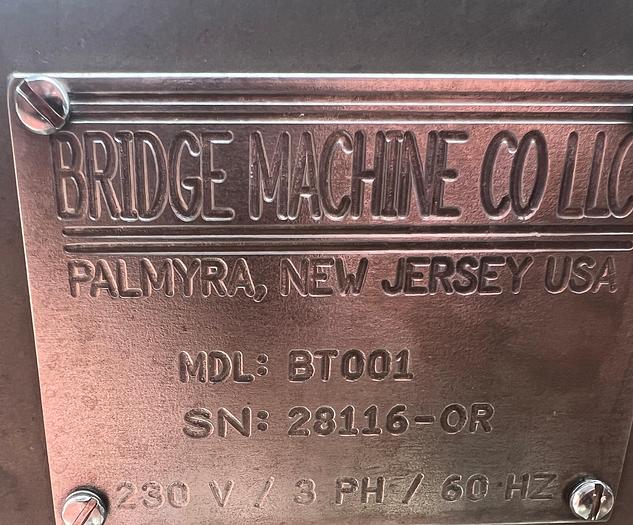 BRIDGE MACHINE CO LLC
PALMYRA, NEW JERSEY USA
MDL: BT001
SN: 28116-OR
230 V / 3 PH / 60 HZ